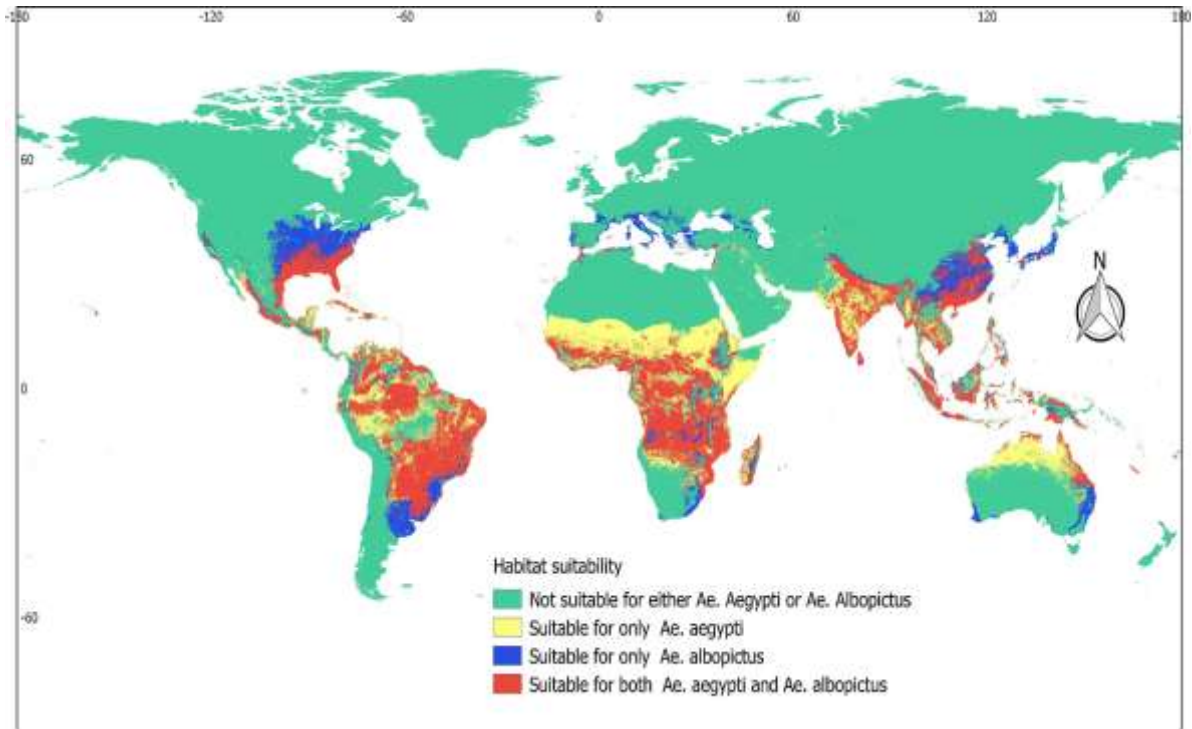 -180 -120 -60 0 60 120 180
60
N
0
Habitat suitability
Not suitable for either Ae. Aegypti or Ae. Albopictus
Suitable for only Ae. aegypti
-60
Suitable for only Ae. albopictus
Suitable for both Ae. aegypti and Ae. albopictus